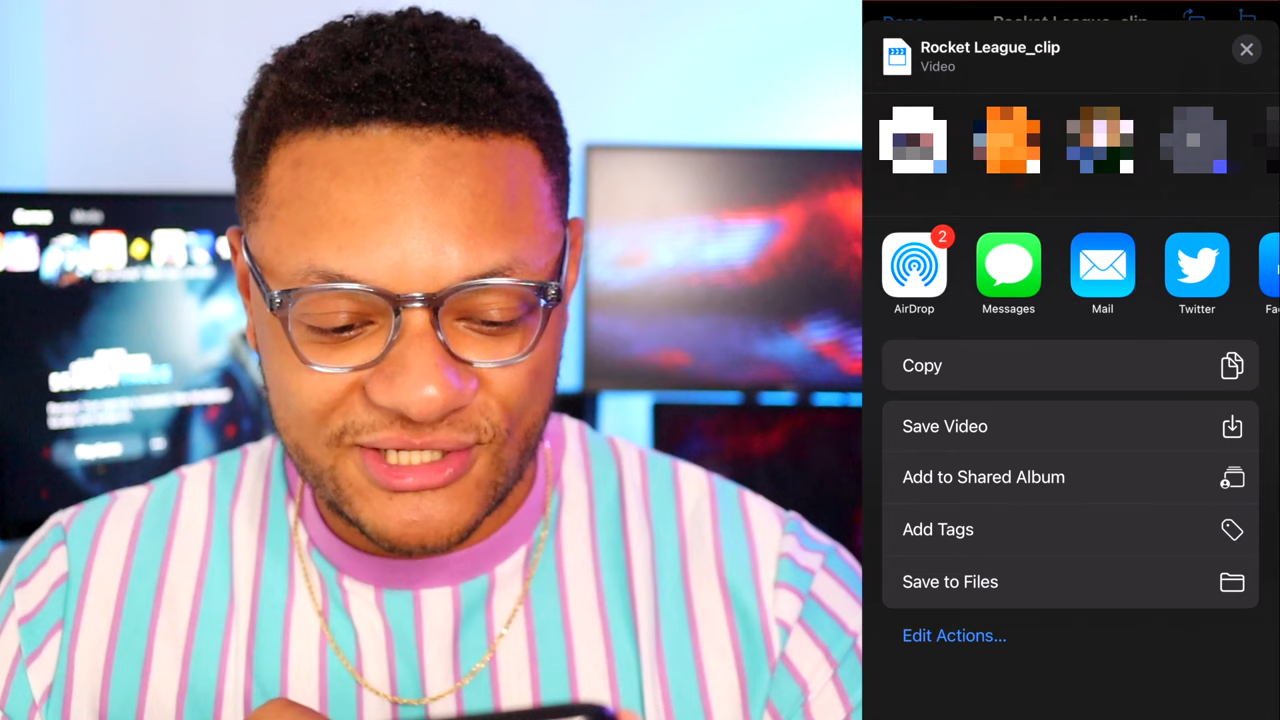 Rocket League_clip
Video
2
AirDrop
Messages
Mail
Twitter
Copy
Save Video
Add to Shared Album
Add Tags
Save to Files
Edit Actions...